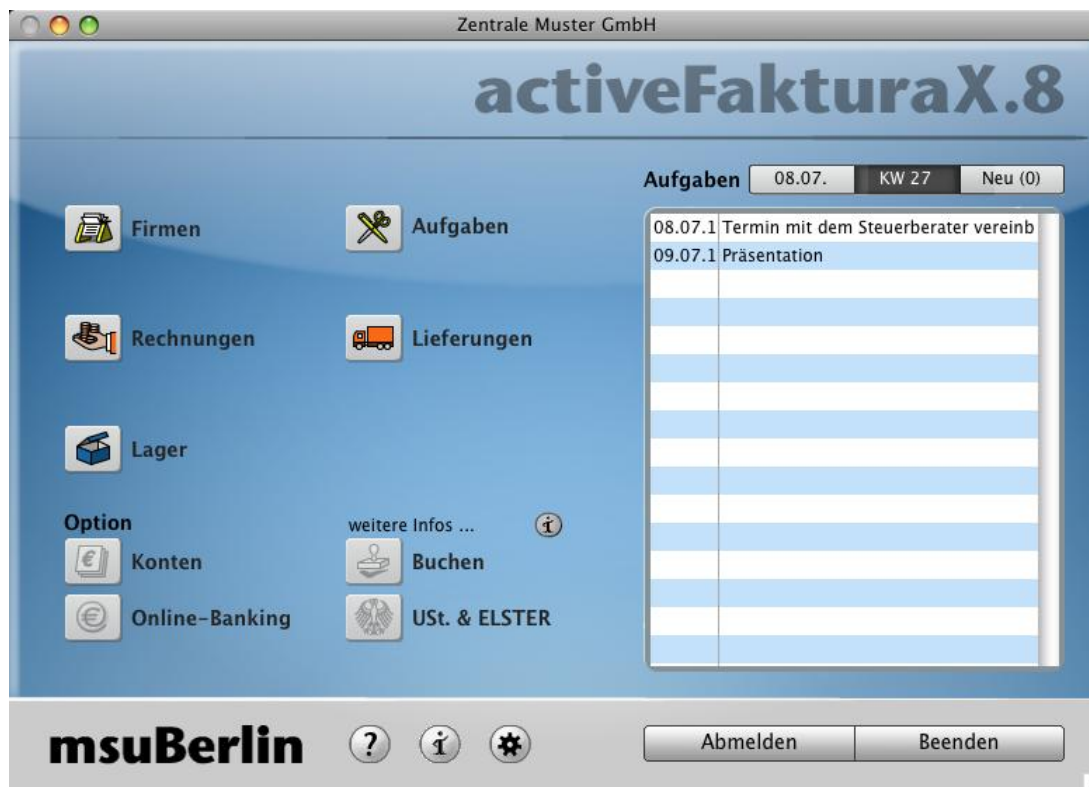 Zentrale Muster GmbH
activeFakturaX.8
Aufgaben 08.07. KW 27 Neu (0)
Firmen Aufgaben
08.07.1 Termin mit dem Steuerberater vereinb
09.07.1 Präsentation
Rechnungen Lieferungen
Lager
Option weitere Infos ... i
€ Konten Buchen
€ Online-Banking USt. & ELSTER
msuBerlin ? i Abmelden Beenden